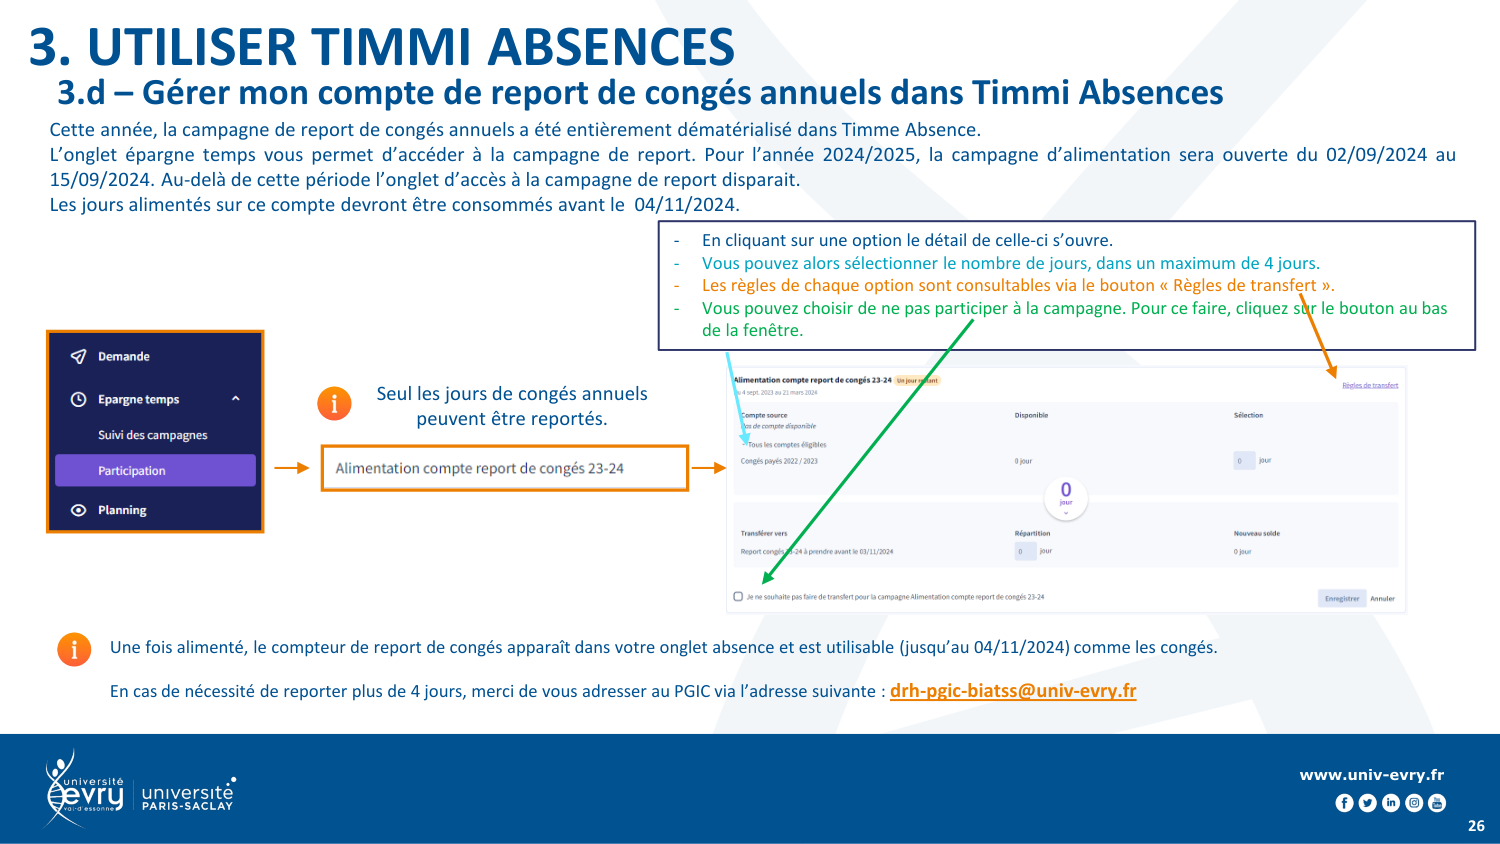 3. UTILISER TIMMI ABSENCES
3.d – Gérer mon compte de report de congés annuels dans Timmi Absences
Cette année, la campagne de report de congés annuels a été entièrement dématérialisé dans Timme Absence.
L’onglet épargne temps vous permet d’accéder à la campagne de report. Pour l’année 2024/2025, la campagne d’alimentation sera ouverte du 02/09/2024 au
15/09/2024. Au-delà de cette période l’onglet d’accès à la campagne de report disparait.
Les jours alimentés sur ce compte devront être consommés avant le 04/11/2024.
- En cliquant sur une option le détail de celle-ci s’ouvre.
- Vous pouvez alors sélectionner le nombre de jours, dans un maximum de 4 jours.
- Les règles de chaque option sont consultables via le bouton « Règles de transfert ».
- Vous pouvez choisir de ne pas participer à la campagne. Pour ce faire, cliquez sur le bouton au bas
de la fenêtre.
Demande
Epargne temps
Suivi des campagnes
Participation
Planning
i
Seul les jours de congés annuels
peuvent être reportés.
Alimentation compte report de congés 23-24
Alimentation compte report de congés 23-24 Un jour restant
4 sept. 2023 au 21 mars 2024
Règles de transfert
Compte source Disponible Sélection
Pas de compte disponible
Tous les comptes éligibles
Congés payés 2022 / 2023 0 jour 0 jour
0
jour
Transférer vers Répartition Nouveau solde
Report congés 23-24 à prendre avant le 03/11/2024 0 jour 0 jour
Je ne souhaite pas faire de transfert pour la campagne Alimentation compte report de congés 23-24
Enregistrer Annuler
i
Une fois alimenté, le compteur de report de congés apparaît dans votre onglet absence et est utilisable (jusqu’au 04/11/2024) comme les congés.
En cas de nécessité de reporter plus de 4 jours, merci de vous adresser au PGIC via l’adresse suivante : drh-pgic-biatss@univ-evry.fr
université
evry
val-d'essonne
université
PARIS-SACLAY
www.univ-evry.fr
26